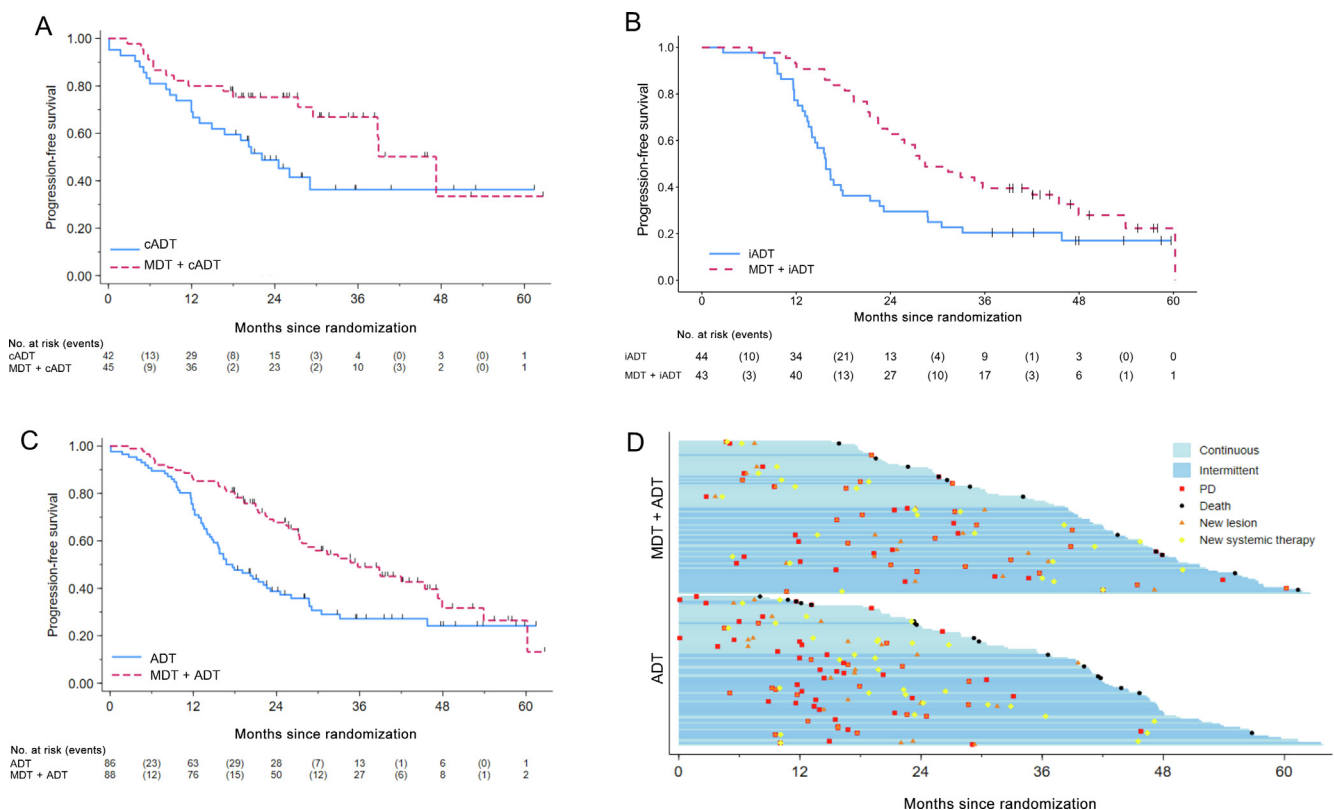 A
1.00
0.80
0.60
0.40
0.20
0.00
Progression-free survival
cADT
MDT + cADT
0 12 24 36 48 60
Months since randomization
No. at risk (events)
cADT 42 (13) 29 (8) 15 (3) 4 (0) 3 (0) 1
MDT + cADT 45 (9) 36 (2) 23 (2) 10 (3) 2 (0) 1
B
1.0
0.8
0.6
0.4
0.2
0.0
Progression-free survival
iADT
MDT + iADT
0 12 24 36 48 60
Months since randomization
No. at risk (events)
iADT 44 (10) 34 (21) 13 (4) 9 (1) 3 (0) 0
MDT + iADT 43 (3) 40 (13) 27 (10) 17 (3) 6 (1) 1
C
1.00
0.80
0.60
0.40
0.20
0.00
Progression-free survival
ADT
MDT + ADT
0 12 24 36 48 60
Months since randomization
No. at risk (events)
ADT 86 (23) 63 (29) 28 (7) 13 (1) 6 (0) 1
MDT + ADT 88 (12) 76 (15) 50 (12) 27 (6) 8 (1) 2
D
Continuous
Intermittent
PD
Death
New lesion
New systemic therapy
MDT + ADT
ADT
0 12 24 36 48 60
Months since randomization